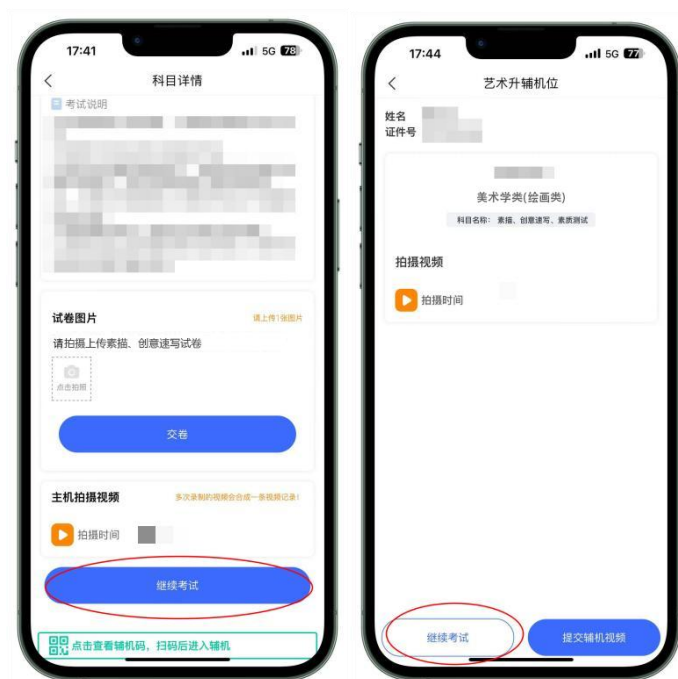 17:41
5G 78
科目详情
考试说明
试卷图片
请上传1张图片
请拍摄上传素描、创意速写试卷
点击拍照
交卷
主机拍摄视频
多次录制的视频会合成一条视频记录!
拍摄时间
继续考试
点击查看辅机码，扫码后进入辅机
17:44
5G 77
艺术升辅机位
姓名
证件号
美术学类(绘画类)
科目名称： 素描、创意速写、素质测试
拍摄视频
拍摄时间
继续考试
提交辅机视频